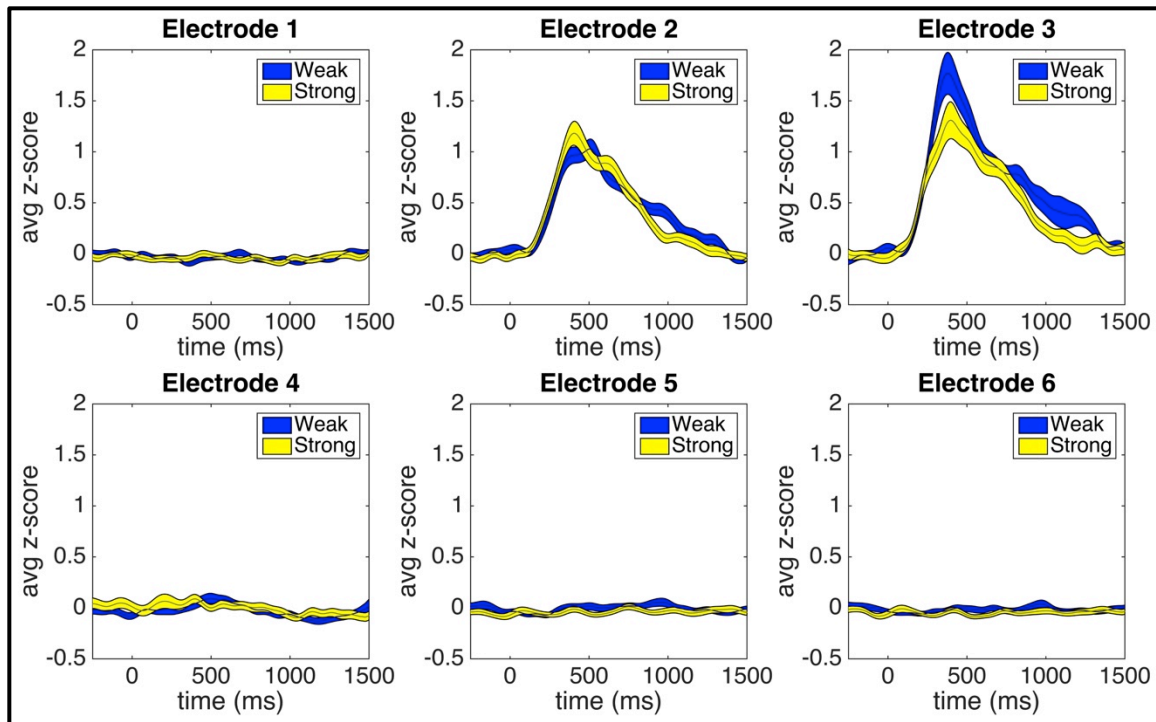 Electrode 1
2
1.5
1
0.5
0
-0.5
avg z-score
Weak
Strong
0 500 1000 1500
time (ms)
Electrode 2
2
1.5
1
0.5
0
-0.5
avg z-score
Weak
Strong
0 500 1000 1500
time (ms)
Electrode 3
2
1.5
1
0.5
0
-0.5
avg z-score
Weak
Strong
0 500 1000 1500
time (ms)
Electrode 4
2
1.5
1
0.5
0
-0.5
avg z-score
Weak
Strong
0 500 1000 1500
time (ms)
Electrode 5
2
1.5
1
0.5
0
-0.5
avg z-score
Weak
Strong
0 500 1000 1500
time (ms)
Electrode 6
2
1.5
1
0.5
0
-0.5
avg z-score
Weak
Strong
0 500 1000 1500
time (ms)